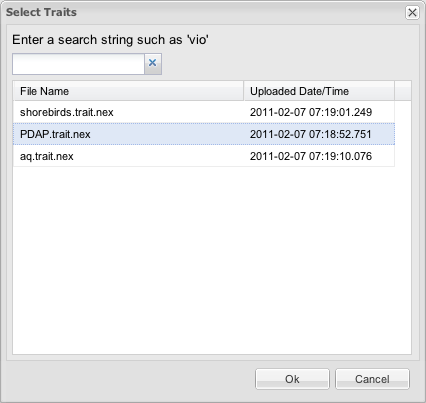 Select Traits
Enter a search string such as 'vio'
File Name Uploaded Date/Time
shorebirds.trait.nex 2011-02-07 07:19:01.249
PDAP.trait.nex 2011-02-07 07:18:52.751
aq.trait.nex 2011-02-07 07:19:10.076
Ok Cancel